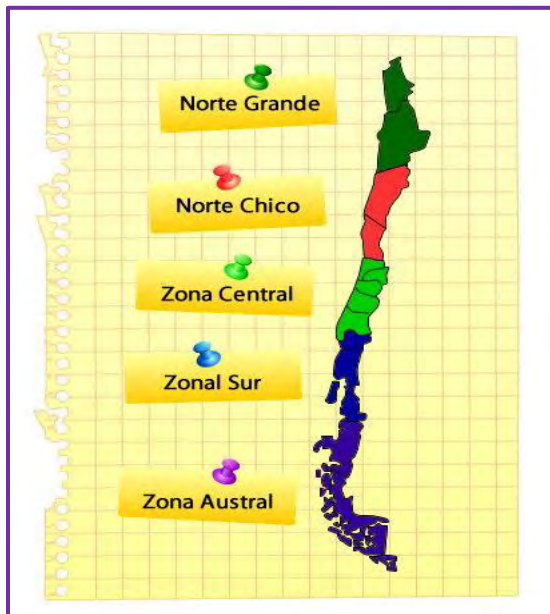 Norte Grande
Norte Chico
Zona Central
Zonal Sur
Zona Austral